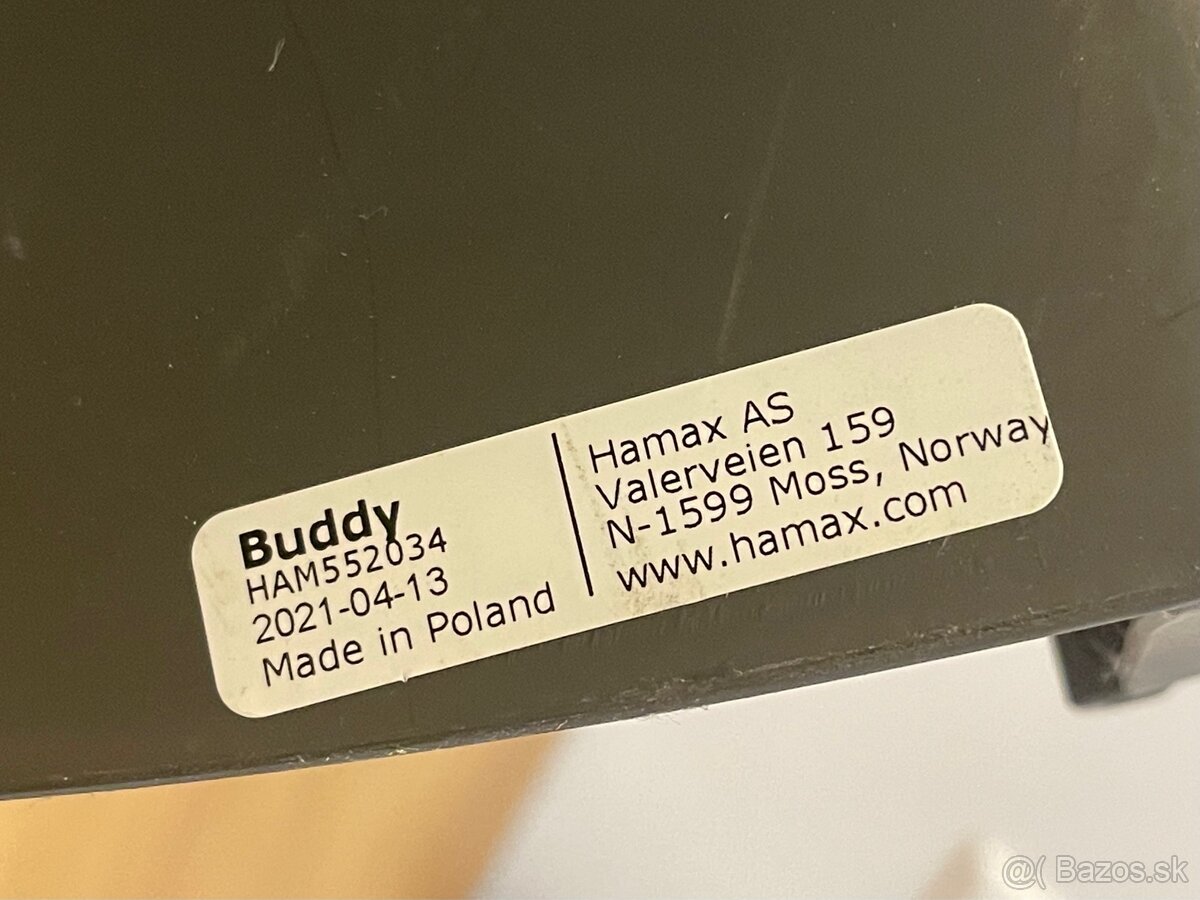 Buddy
HAM552034
2021-04-13
Made in Poland
Hamax AS
Valerveien 159
N-1599 Moss, Norway
www.hamax.com
@( Bazos.sk